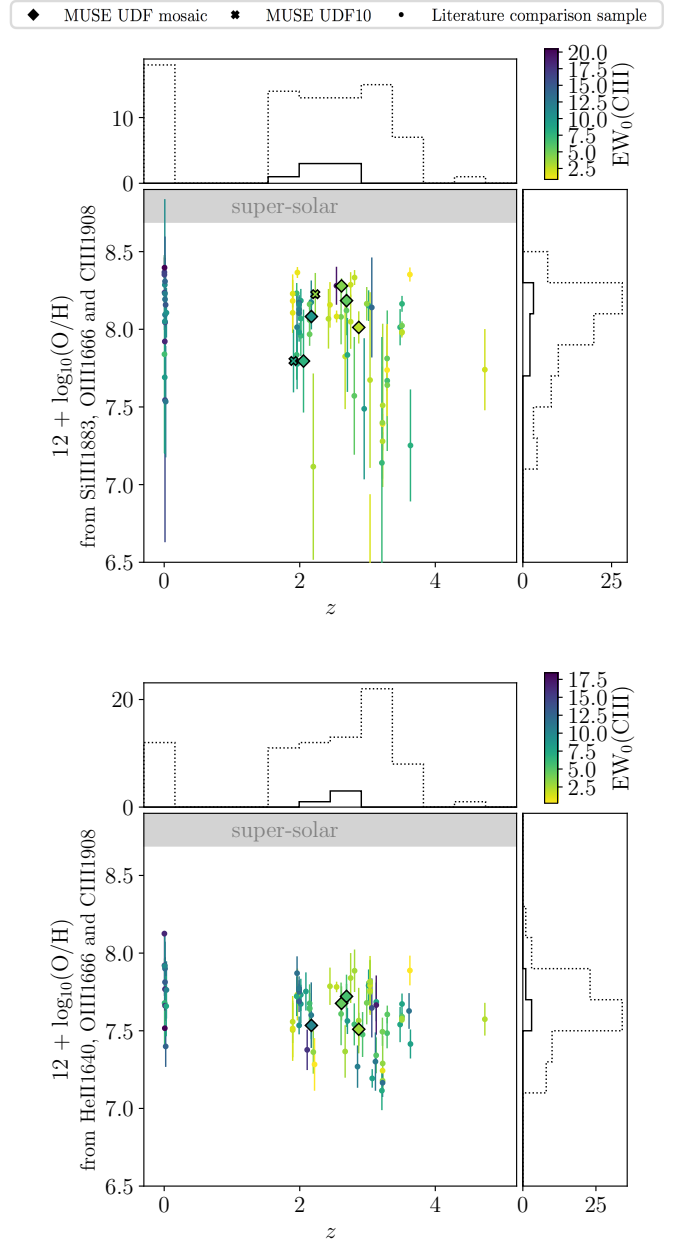 MUSE UDF mosaic MUSE UDF10 Literature comparison sample
10
0
20.0
17.5
15.0
12.5
10.0
7.5
5.0
2.5
EW0(CIII)
super-solar
8.5
8.0
7.5
7.0
6.5
12 + log10(O/H)
from SiIII1883, OIII1666 and CIII1908
0 2 4
z
0 25
20
0
17.5
15.0
12.5
10.0
7.5
5.0
2.5
EW0(CIII)
super-solar
8.5
8.0
7.5
7.0
6.5
12 + log10(O/H)
from HeII1640, OIII1666 and CIII1908
0 2 4
z
0 25